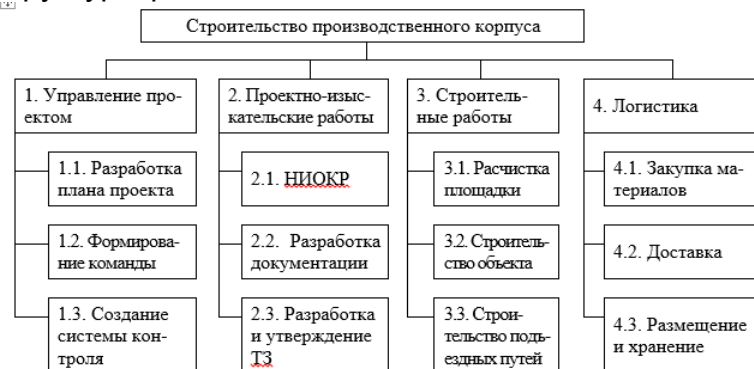 Строительство производственного корпуса
1. Управление про-
ектом
2. Проектно-изыс-
кательские работы
3. Строитель-
ные работы
4. Логистика
1.1. Разработка
плана проекта
2.1. НИОКР
3.1. Расчистка
площадки
4.1. Закупка ма-
териалов
1.2. Формирова-
ние команды
2.2. Разработка
документации
3.2. Строитель-
ство объекта
4.2. Доставка
1.3. Создание
системы кон-
троля
2.3. Разработка
и утверждение
ТЗ
3.3. Строи-
тельство подъ-
ездных путей
4.3. Размещение
и хранение